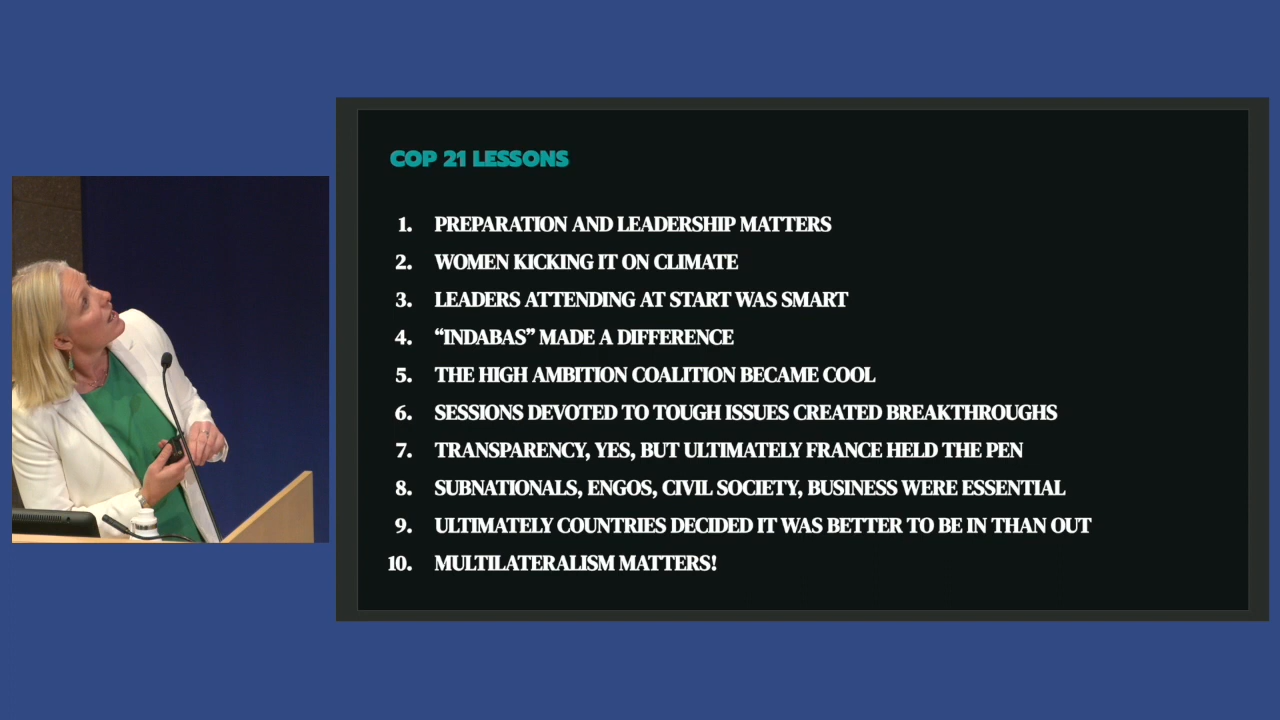 COP 21 LESSONS
1. PREPARATION AND LEADERSHIP MATTERS
2. WOMEN KICKING IT ON CLIMATE
3. LEADERS ATTENDING AT START WAS SMART
4. “INDABAS” MADE A DIFFERENCE
5. THE HIGH AMBITION COALITION BECAME COOL
6. SESSIONS DEVOTED TO TOUGH ISSUES CREATED BREAKTHROUGHS
7. TRANSPARENCY, YES, BUT ULTIMATELY FRANCE HELD THE PEN
8. SUBNATIONALS, ENGOS, CIVIL SOCIETY, BUSINESS WERE ESSENTIAL
9. ULTIMATELY COUNTRIES DECIDED IT WAS BETTER TO BE IN THAN OUT
10. MULTILATERALISM MATTERS!